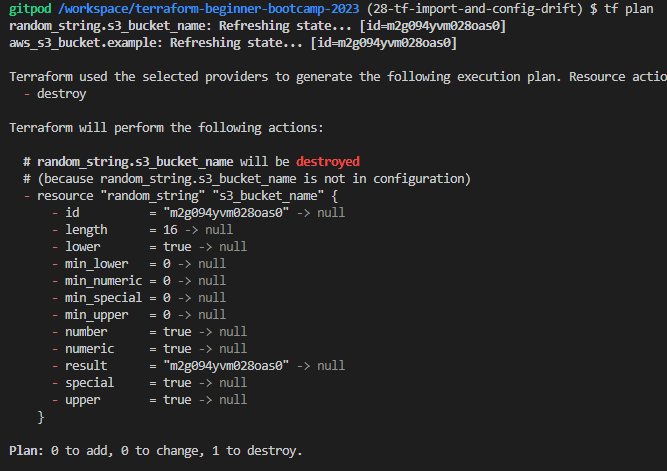 gitpod /workspace/terraform-beginner-bootcamp-2023 (28-tf-import-and-config-drift) $ tf plan
random_string.s3_bucket_name: Refreshing state... [id=m2g094yvm028oas0]
aws_s3_bucket.example: Refreshing state... [id=m2g094yvm028oas0]
Terraform used the selected providers to generate the following execution plan. Resource actio
- destroy
Terraform will perform the following actions:
# random_string.s3_bucket_name will be destroyed
# (because random_string.s3_bucket_name is not in configuration)
- resource "random_string" "s3_bucket_name" {
- id = "m2g094yvm028oas0" -> null
- length = 16 -> null
- lower = true -> null
- min_lower = 0 -> null
- min_numeric = 0 -> null
- min_special = 0 -> null
- min_upper = 0 -> null
- number = true -> null
- numeric = true -> null
- result = "m2g094yvm028oas0" -> null
- special = true -> null
- upper = true -> null
}
Plan: 0 to add, 0 to change, 1 to destroy.